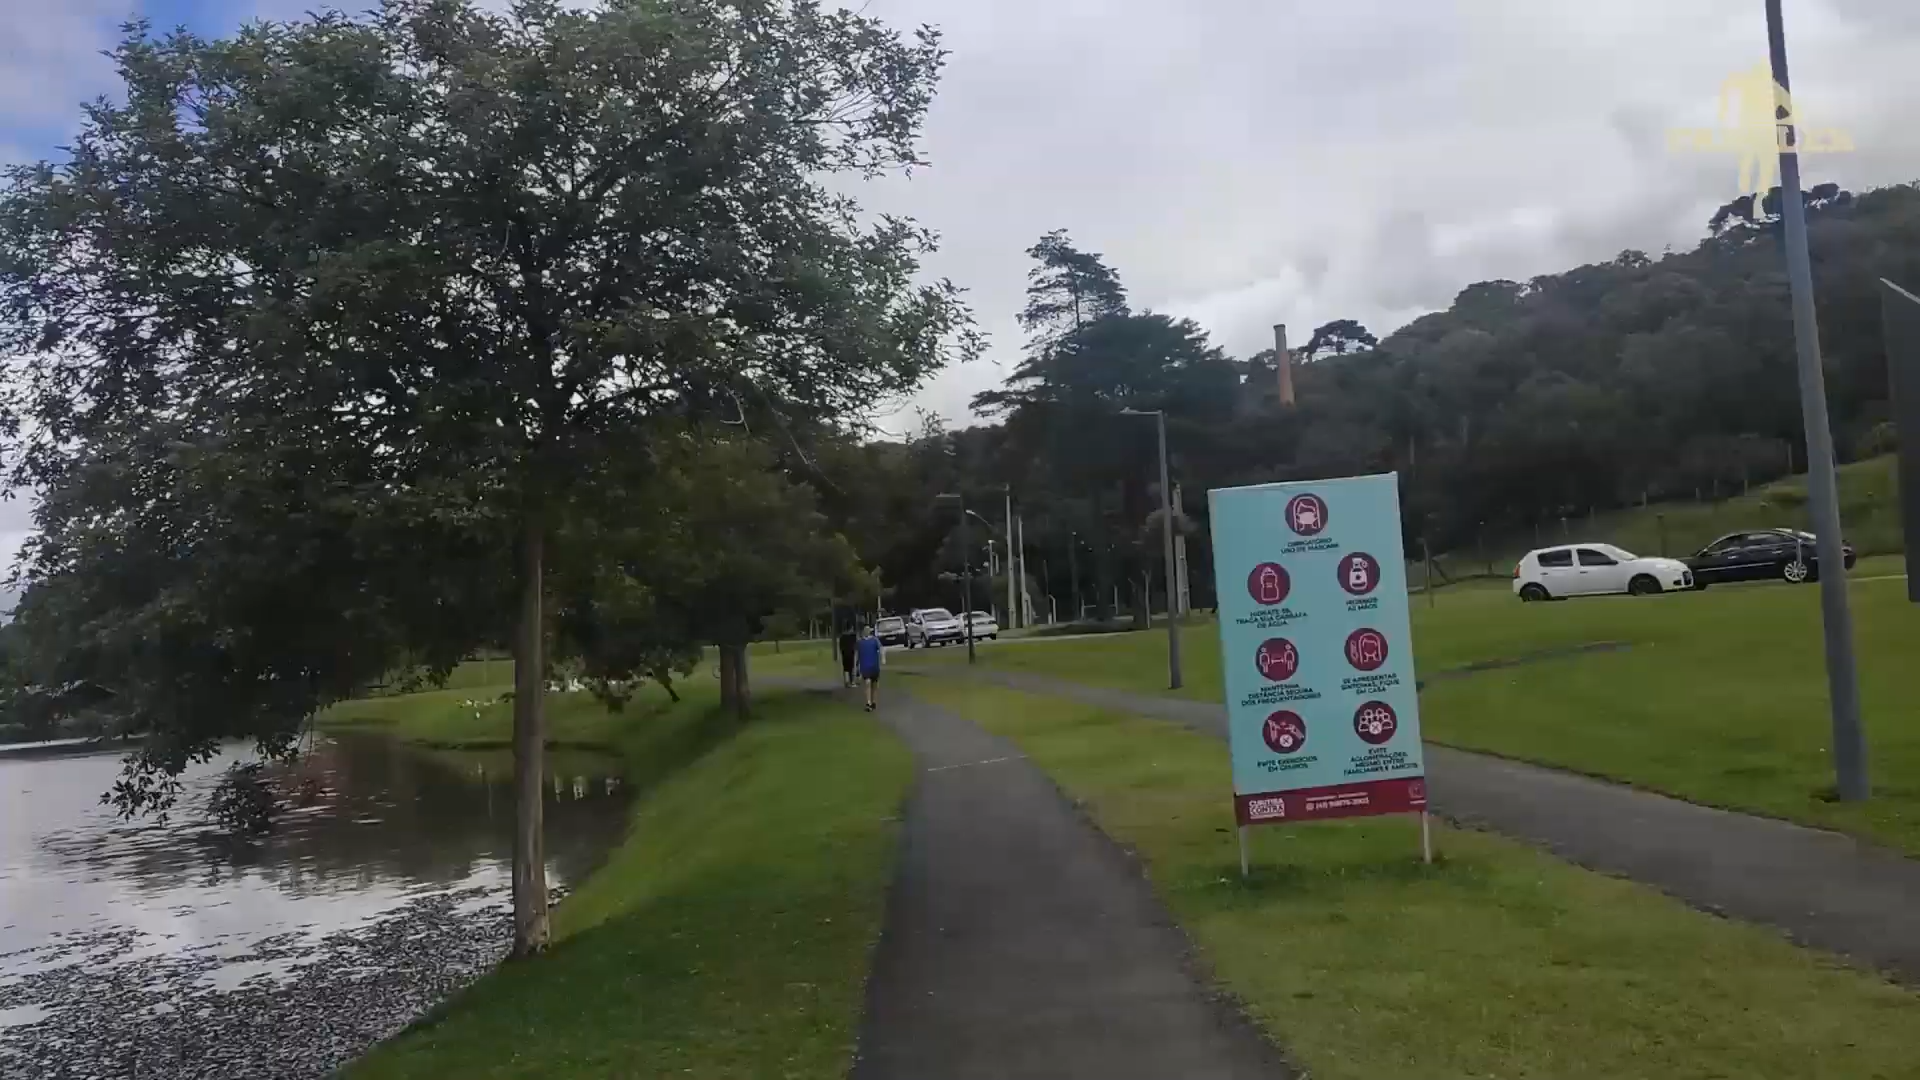 OBRIGATÓRIO
USO DE MÁSCARA
HIDRATE-SE,
TRAGA SUA GARRAFA
DE ÁGUA
HIGIENIZE
AS MÃOS
MANTENHA
DISTÂNCIA SEGURA
DOS FREQUENTADORES
SE APRESENTAR
SINTOMAS, FIQUE
EM CASA
EVITE EXERCÍCIOS
EM GRUPOS
EVITE
AGLOMERAÇÕES,
MESMO ENTRE
FAMILIARES E AMIGOS
CURITIBA
CONTRA